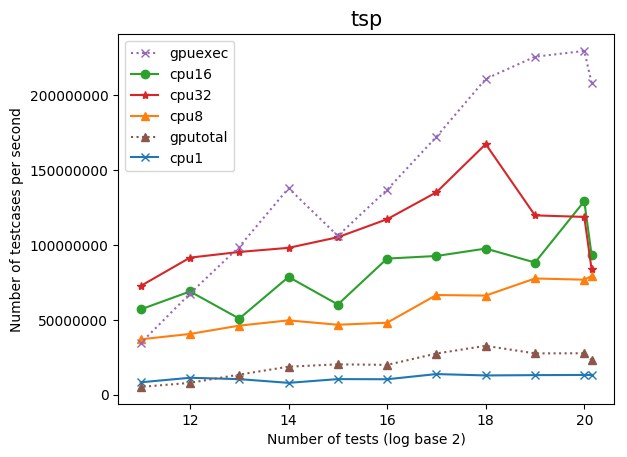 tsp
gpuexec
cpu16
cpu32
cpu8
gputotal
cpu1
Number of testcases per second
200000000
150000000
100000000
50000000
0
12 14 16 18 20
Number of tests (log base 2)